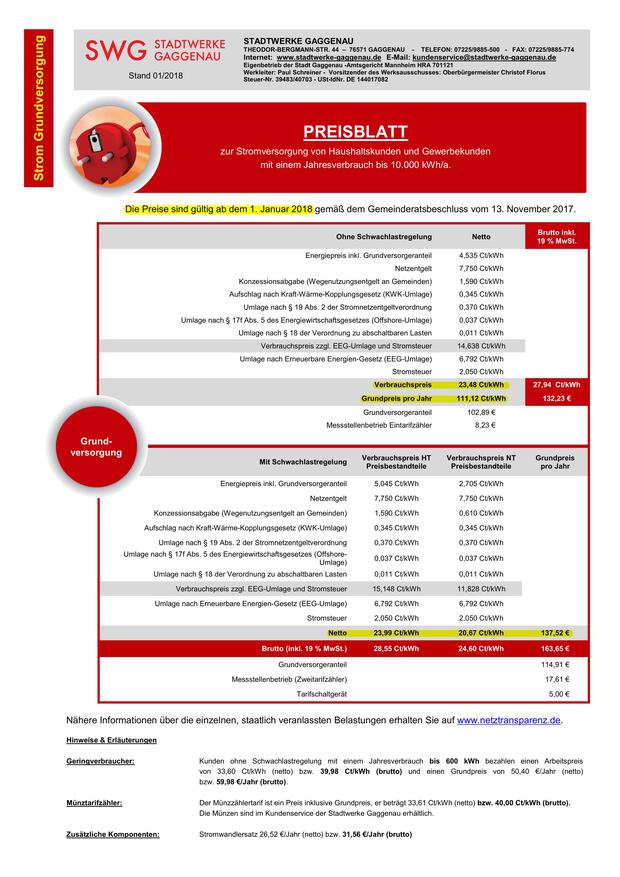 Strom Grundversorgung
SWG STADTWERKE GAGGENAU
Stand 01/2018
STADTWERKE GAGGENAU
THEODOR-BERGMANN-STR. 44 – 76571 GAGGENAU - TELEFON: 07225/9885-500 - FAX: 07225/9885-774
Internet: www.stadtwerke-gaggenau.de E-Mail: kundenservice@stadtwerke-gaggenau.de
Eigenbetrieb der Stadt Gaggenau -Amtsgericht Mannheim HRA 701121
Werkleiter: Paul Schreiner - Vorsitzender des Werksausschusses: Oberbürgermeister Christof Florus
Steuer-Nr. 39483/40703 - USt-IdNr. DE 144017082
PREISBLATT
zur Stromversorgung von Haushaltskunden und Gewerbekunden
mit einem Jahresverbrauch bis 10.000 kWh/a.
Die Preise sind gültig ab dem 1. Januar 2018 gemäß dem Gemeinderatsbeschluss vom 13. November 2017.
Ohne Schwachlastregelung Netto Brutto inkl. 19 % MwSt.
Energiepreis inkl. Grundversorgeranteil 4,535 Ct/kWh
Netzentgelt 7,750 Ct/kWh
Konzessionsabgabe (Wegenutzungsentgelt an Gemeinden) 1,590 Ct/kWh
Aufschlag nach Kraft-Wärme-Kopplungsgesetz (KWK-Umlage) 0,345 Ct/kWh
Umlage nach § 19 Abs. 2 der Stromnetzentgeltverordnung 0,370 Ct/kWh
Umlage nach § 17f Abs. 5 des Energiewirtschaftsgesetzes (Offshore-Umlage) 0,037 Ct/kWh
Umlage nach § 18 der Verordnung zu abschaltbaren Lasten 0,011 Ct/kWh
Verbrauchspreis zzgl. EEG-Umlage und Stromsteuer 14,638 Ct/kWh
Umlage nach Erneuerbare Energien-Gesetz (EEG-Umlage) 6,792 Ct/kWh
Stromsteuer 2,050 Ct/kWh
Verbrauchspreis 23,48 Ct/kWh 27,94 Ct/kWh
Grundpreis pro Jahr 111,12 Ct/kWh 132,23 €
Grundversorgeranteil 102,89 €
Messstellenbetrieb Eintarifzähler 8,23 €
Grund-
versorgung
Mit Schwachlastregelung Verbrauchspreis HT Preisbestandteile Verbrauchspreis NT Preisbestandteile Grundpreis pro Jahr
Energiepreis inkl. Grundversorgeranteil 5,045 Ct/kWh 2,705 Ct/kWh
Netzentgelt 7,750 Ct/kWh 7,750 Ct/kWh
Konzessionsabgabe (Wegenutzungsentgelt an Gemeinden) 1,590 Ct/kWh 0,610 Ct/kWh
Aufschlag nach Kraft-Wärme-Kopplungsgesetz (KWK-Umlage) 0,345 Ct/kWh 0,345 Ct/kWh
Umlage nach § 19 Abs. 2 der Stromnetzentgeltverordnung 0,370 Ct/kWh 0,370 Ct/kWh
Umlage nach § 17f Abs. 5 des Energiewirtschaftsgesetzes (Offshore-
Umlage) 0,037 Ct/kWh 0,037 Ct/kWh
Umlage nach § 18 der Verordnung zu abschaltbaren Lasten 0,011 Ct/kWh 0,011 Ct/kWh
Verbrauchspreis zzgl. EEG-Umlage und Stromsteuer 15,148 Ct/kWh 11,828 Ct/kWh
Umlage nach Erneuerbare Energien-Gesetz (EEG-Umlage) 6,792 Ct/kWh 6,792 Ct/kWh
Stromsteuer 2,050 Ct/kWh 2,050 Ct/kWh
Netto 23,99 Ct/kWh 20,67 Ct/kWh 137,52 €
Brutto (inkl. 19 % MwSt.) 28,55 Ct/kWh 24,60 Ct/kWh 163,65 €
Grundversorgeranteil 114,91 €
Messstellenbetrieb (Zweitarifzähler) 17,61 €
Tarifschaltgerät 5,00 €
Nähere Informationen über die einzelnen, staatlich veranlassten Belastungen erhalten Sie auf www.netztransparenz.de.
Hinweise & Erläuterungen
Geringverbraucher: Kunden ohne Schwachlastregelung mit einem Jahresverbrauch bis 600 kWh bezahlen einen Arbeitspreis
von 33,60 Ct/kWh (netto) bzw. 39,98 Ct/kWh (brutto) und einen Grundpreis von 50,40 €/Jahr (netto)
bzw. 59,98 €/Jahr (brutto).
Münztarifzähler: Der Münzzählertarif ist ein Preis inklusive Grundpreis, er beträgt 33,61 Ct/kWh (netto) bzw. 40,00 Ct/kWh (brutto).
Die Münzen sind im Kundenservice der Stadtwerke Gaggenau erhältlich.
Zusätzliche Komponenten: Stromwandlersatz 26,52 €/Jahr (netto) bzw. 31,56 €/Jahr (brutto)